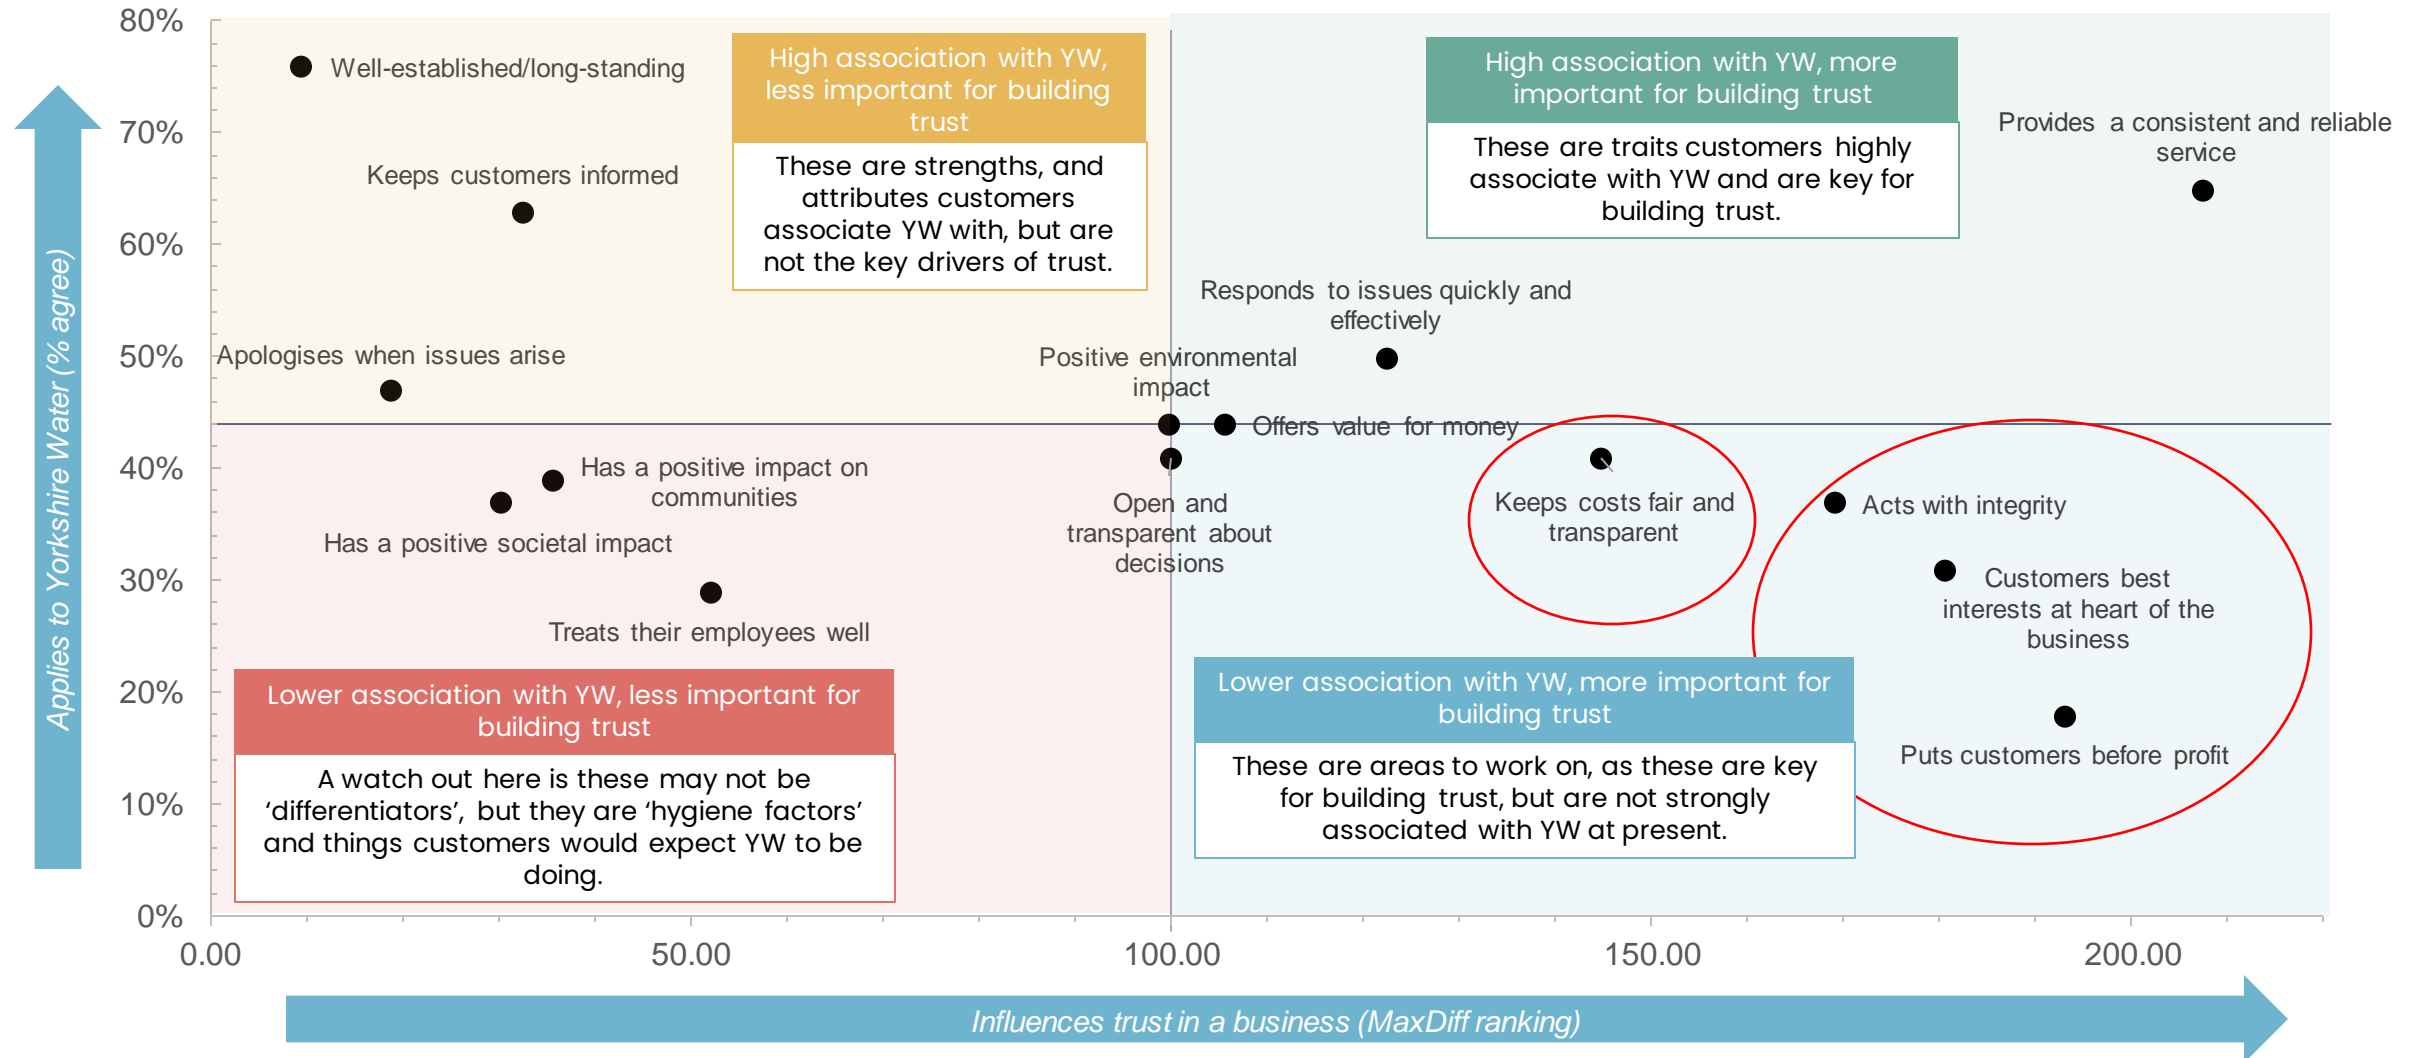 80%
70%
60%
50%
40%
30%
20%
10%
0%
Applies to Yorkshire Water (% agree)
Well-established/long-standing
Keeps customers informed
Apologises when issues arise
High association with YW,
less important for building
trust
These are strengths, and
attributes customers
associate YW with, but are
not the key drivers of trust.
High association with YW, more
important for building trust
These are traits customers highly
associate with YW and are key for
building trust.
Provides a consistent and reliable
service
Responds to issues quickly and
effectively
Positive environmental
impact
Offers value for money
Has a positive impact on
communities
Has a positive societal impact
Treats their employees well
Open and
transparent about
decisions
Keeps costs fair and
transparent
Acts with integrity
Customers best
interests at heart of the
business
Puts customers before profit
Lower association with YW, less important for
building trust
A watch out here is these may not be
‘differentiators’, but they are ‘hygiene factors’
and things customers would expect YW to be
doing.
Lower association with YW, more important for
building trust
These are areas to work on, as these are key
for building trust, but are not strongly
associated with YW at present.
0.00
50.00
100.00
150.00
200.00
Influences trust in a business (MaxDiff ranking)